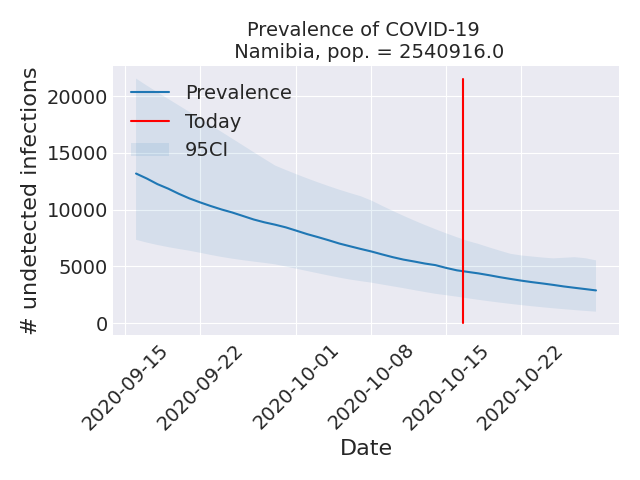 Prevalence of COVID-19
Namibia, pop. = 2540916.0
# undetected infections
20000
15000
10000
5000
0
Prevalence
Today
95CI
2020-09-15
2020-09-22
2020-10-01
2020-10-08
2020-10-15
2020-10-22
Date